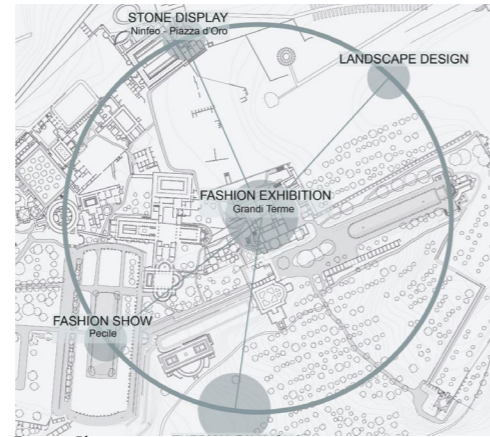 STONE DISPLAY
Ninfeo - Piazza d'Oro
LANDSCAPE DESIGN
FASHION EXHIBITION
Grandi Terme
FASHION SHOW
Pecile